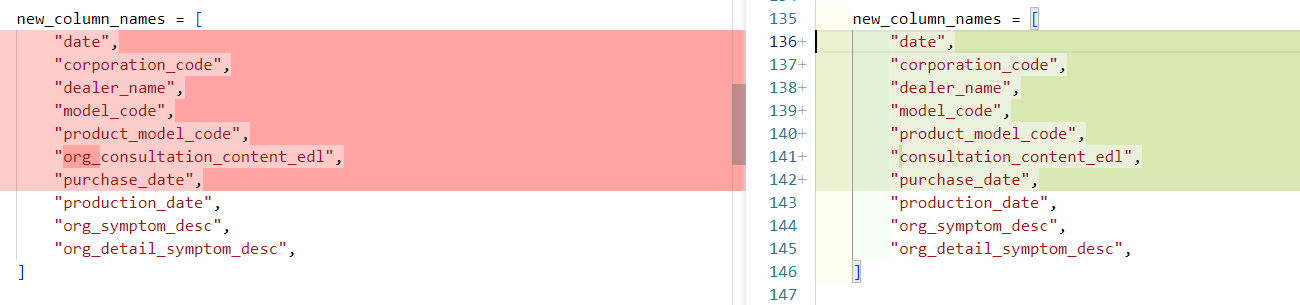 new_column_names = [
"date",
"corporation_code",
"dealer_name",
"model_code",
"product_model_code",
"org_consultation_content_edl",
"purchase_date",
"production_date",
"org_symptom_desc",
"org_detail_symptom_desc",
]
135 new_column_names = [
136+ "date",
137+ "corporation_code",
138+ "dealer_name",
139+ "model_code",
140+ "product_model_code",
141+ "consultation_content_edl",
142+ "purchase_date",
143 "production_date",
144 "org_symptom_desc",
145 "org_detail_symptom_desc",
146 ]
147